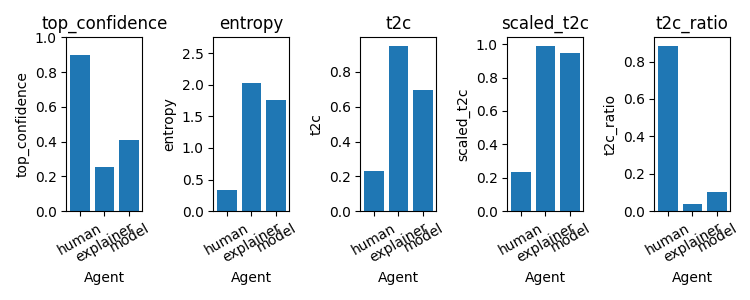 top_confidence
top_confidence
1.0
0.8
0.6
0.4
0.2
0.0
human
explainer
model
Agent
entropy
entropy
2.5
2.0
1.5
1.0
0.5
0.0
human
explainer
model
Agent
t2c
t2c
0.8
0.6
0.4
0.2
0.0
human
explainer
model
Agent
scaled_t2c
scaled_t2c
1.0
0.8
0.6
0.4
0.2
0.0
human
explainer
model
Agent
t2c_ratio
t2c_ratio
0.8
0.6
0.4
0.2
0.0
human
explainer
model
Agent